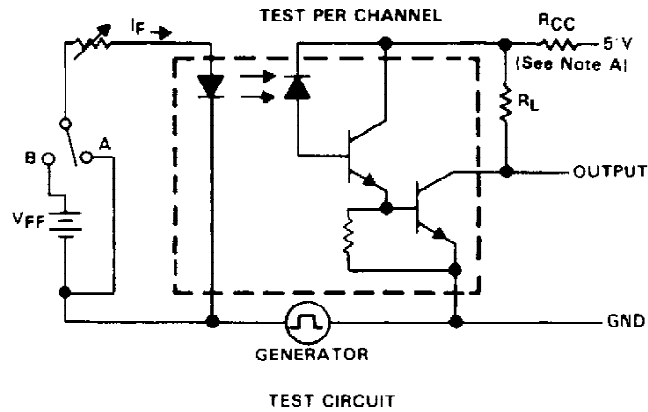 TEST PER CHANNEL
IF
RCC
5 V
(See Note A)
RL
A
B
OUTPUT
VFF
GND
GENERATOR
TEST CIRCUIT